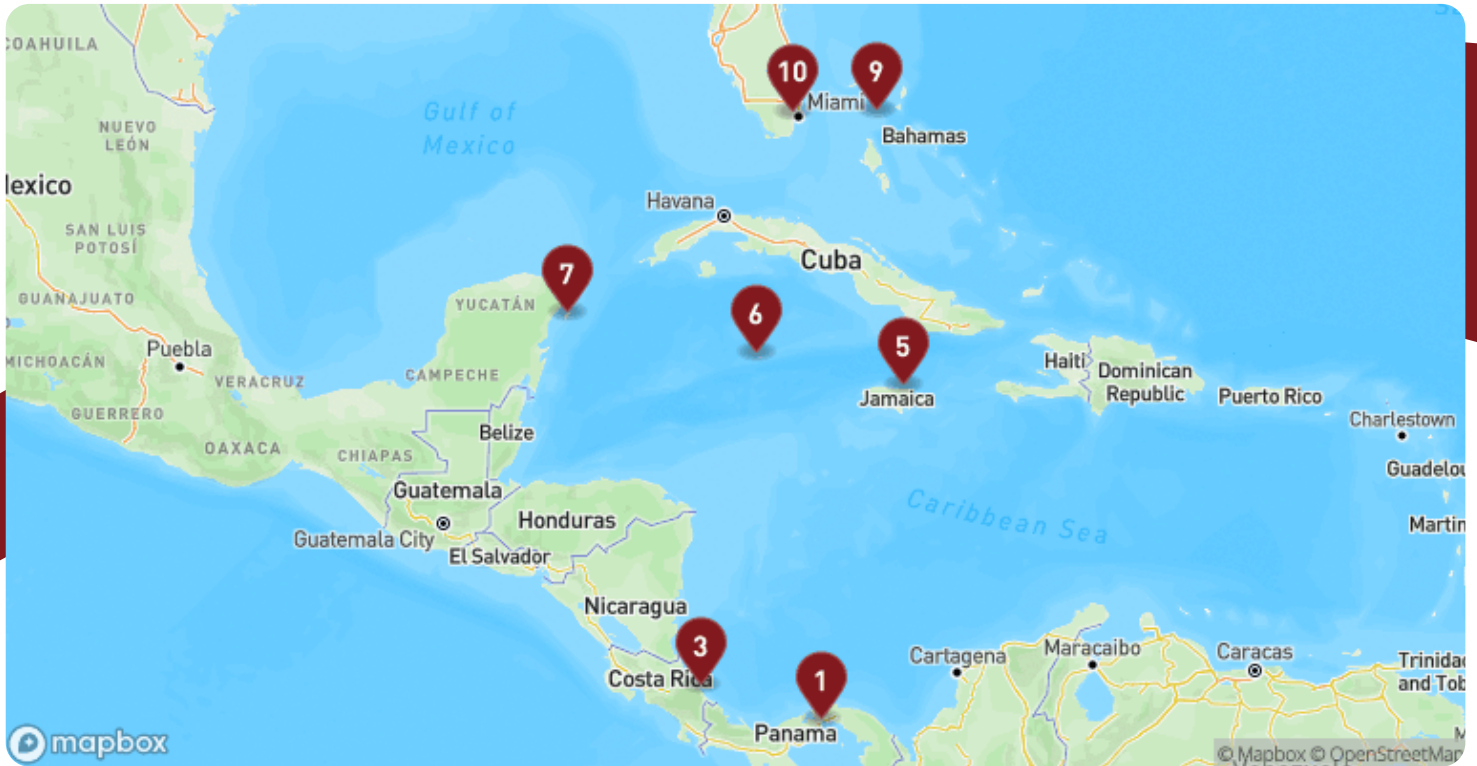 COAHUILA
NUEVO
LEÓN
Mexico
SAN LUIS
POTOSÍ
GUANAJUATO
MICHOACÁN
Puebla
VERACRUZ
GUERRERO
OAXACA
CHIAPAS
CAMPECHE
YUCATÁN
Gulf of
Mexico
10
9
Miami
Bahamas
Havana
Cuba
7
6
5
Jamaica
Haiti
Dominican
Republic
Puerto Rico
Charlestown
Guadelou
Martin
Belize
Guatemala
Guatemala City
Honduras
El Salvador
Nicaragua
Caribbean Sea
3
Costa Rica
1
Panama
Cartagena
Maracaibo
Caracas
Trinidad
and Tob
mapbox
© Mapbox © OpenStreetMap